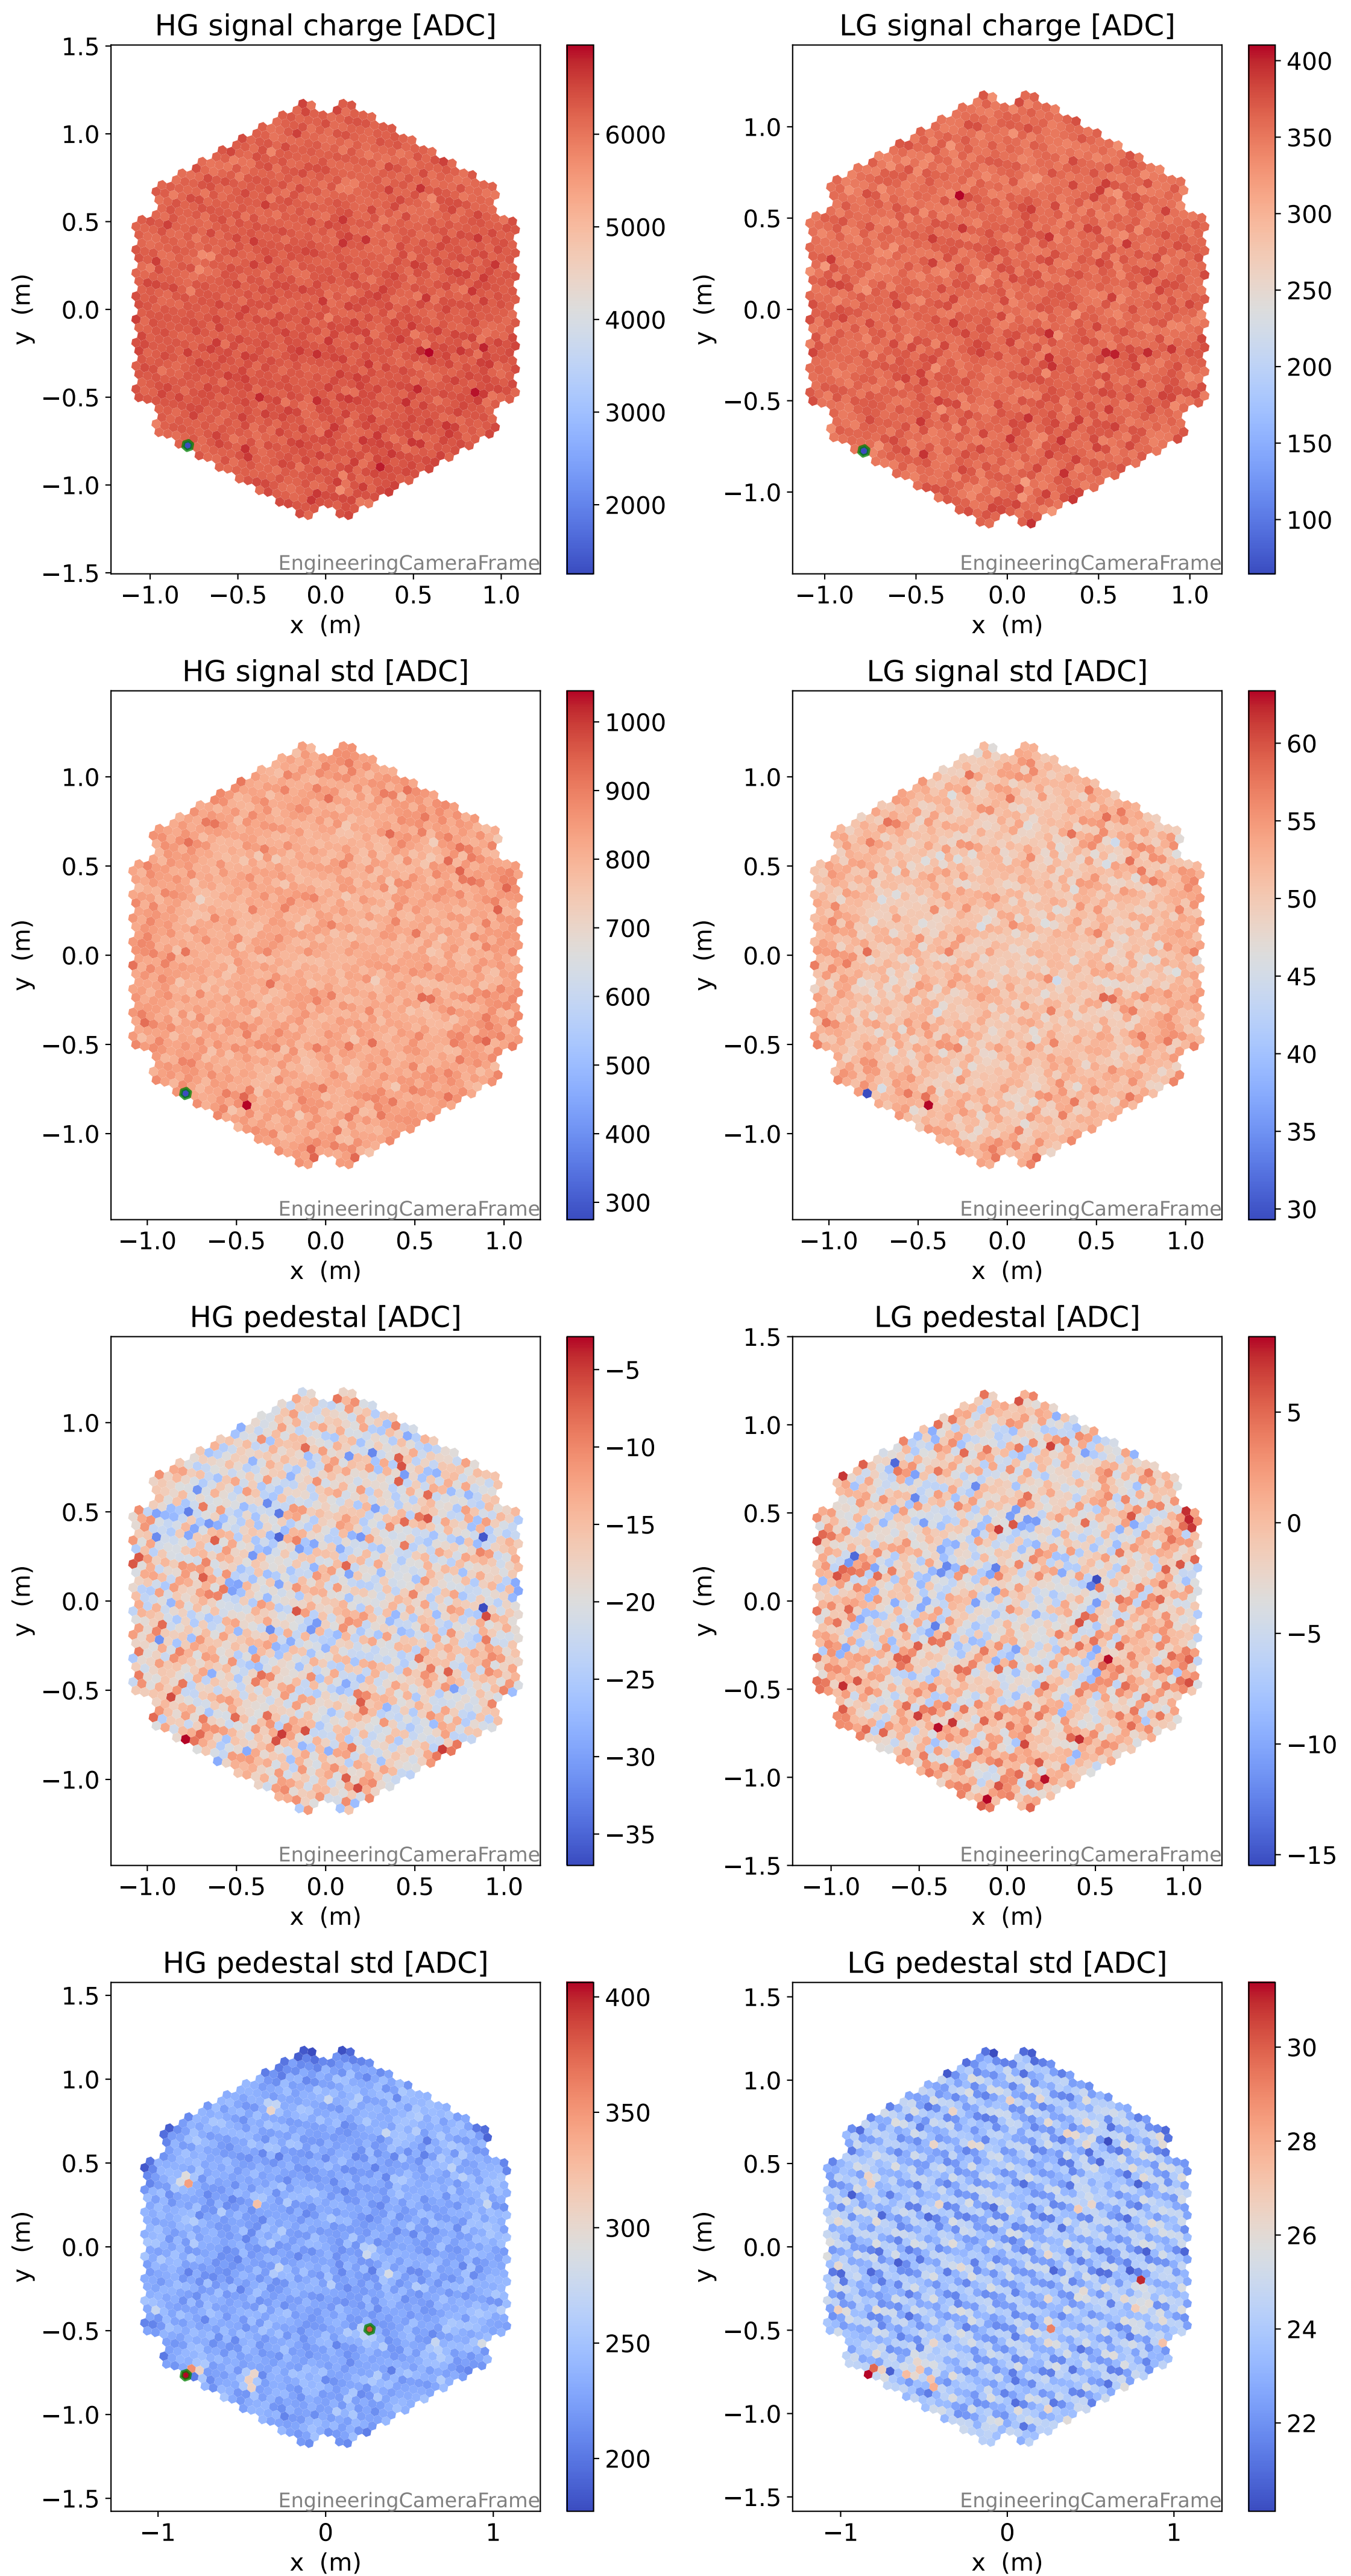 HG signal charge [ADC]
1.5
1.0
0.5
0.0
−0.5
−1.0
−1.5
y (m)
−1.0 −0.5 0.0 0.5 1.0
x (m)
EngineeringCameraFrame
6000
5000
4000
3000
2000
LG signal charge [ADC]
1.0
0.5
0.0
−0.5
−1.0
y (m)
−1.0 −0.5 0.0 0.5 1.0
x (m)
EngineeringCameraFrame
400
350
300
250
200
150
100
HG signal std [ADC]
1.0
0.5
0.0
−0.5
−1.0
y (m)
−1.0 −0.5 0.0 0.5 1.0
x (m)
EngineeringCameraFrame
1000
900
800
700
600
500
400
300
LG signal std [ADC]
1.0
0.5
0.0
−0.5
−1.0
y (m)
−1.0 −0.5 0.0 0.5 1.0
x (m)
EngineeringCameraFrame
60
55
50
45
40
35
30
HG pedestal [ADC]
1.0
0.5
0.0
−0.5
−1.0
y (m)
−1.0 −0.5 0.0 0.5 1.0
x (m)
EngineeringCameraFrame
−5
−10
−15
−20
−25
−30
−35
LG pedestal [ADC]
1.5
1.0
0.5
0.0
−0.5
−1.0
−1.5
y (m)
−1.0 −0.5 0.0 0.5 1.0
x (m)
EngineeringCameraFrame
5
0
−5
−10
−15
HG pedestal std [ADC]
1.5
1.0
0.5
0.0
−0.5
−1.0
−1.5
y (m)
−1 0 1
x (m)
EngineeringCameraFrame
400
350
300
250
200
LG pedestal std [ADC]
1.5
1.0
0.5
0.0
−0.5
−1.0
−1.5
y (m)
−1 0 1
x (m)
EngineeringCameraFrame
30
28
26
24
22